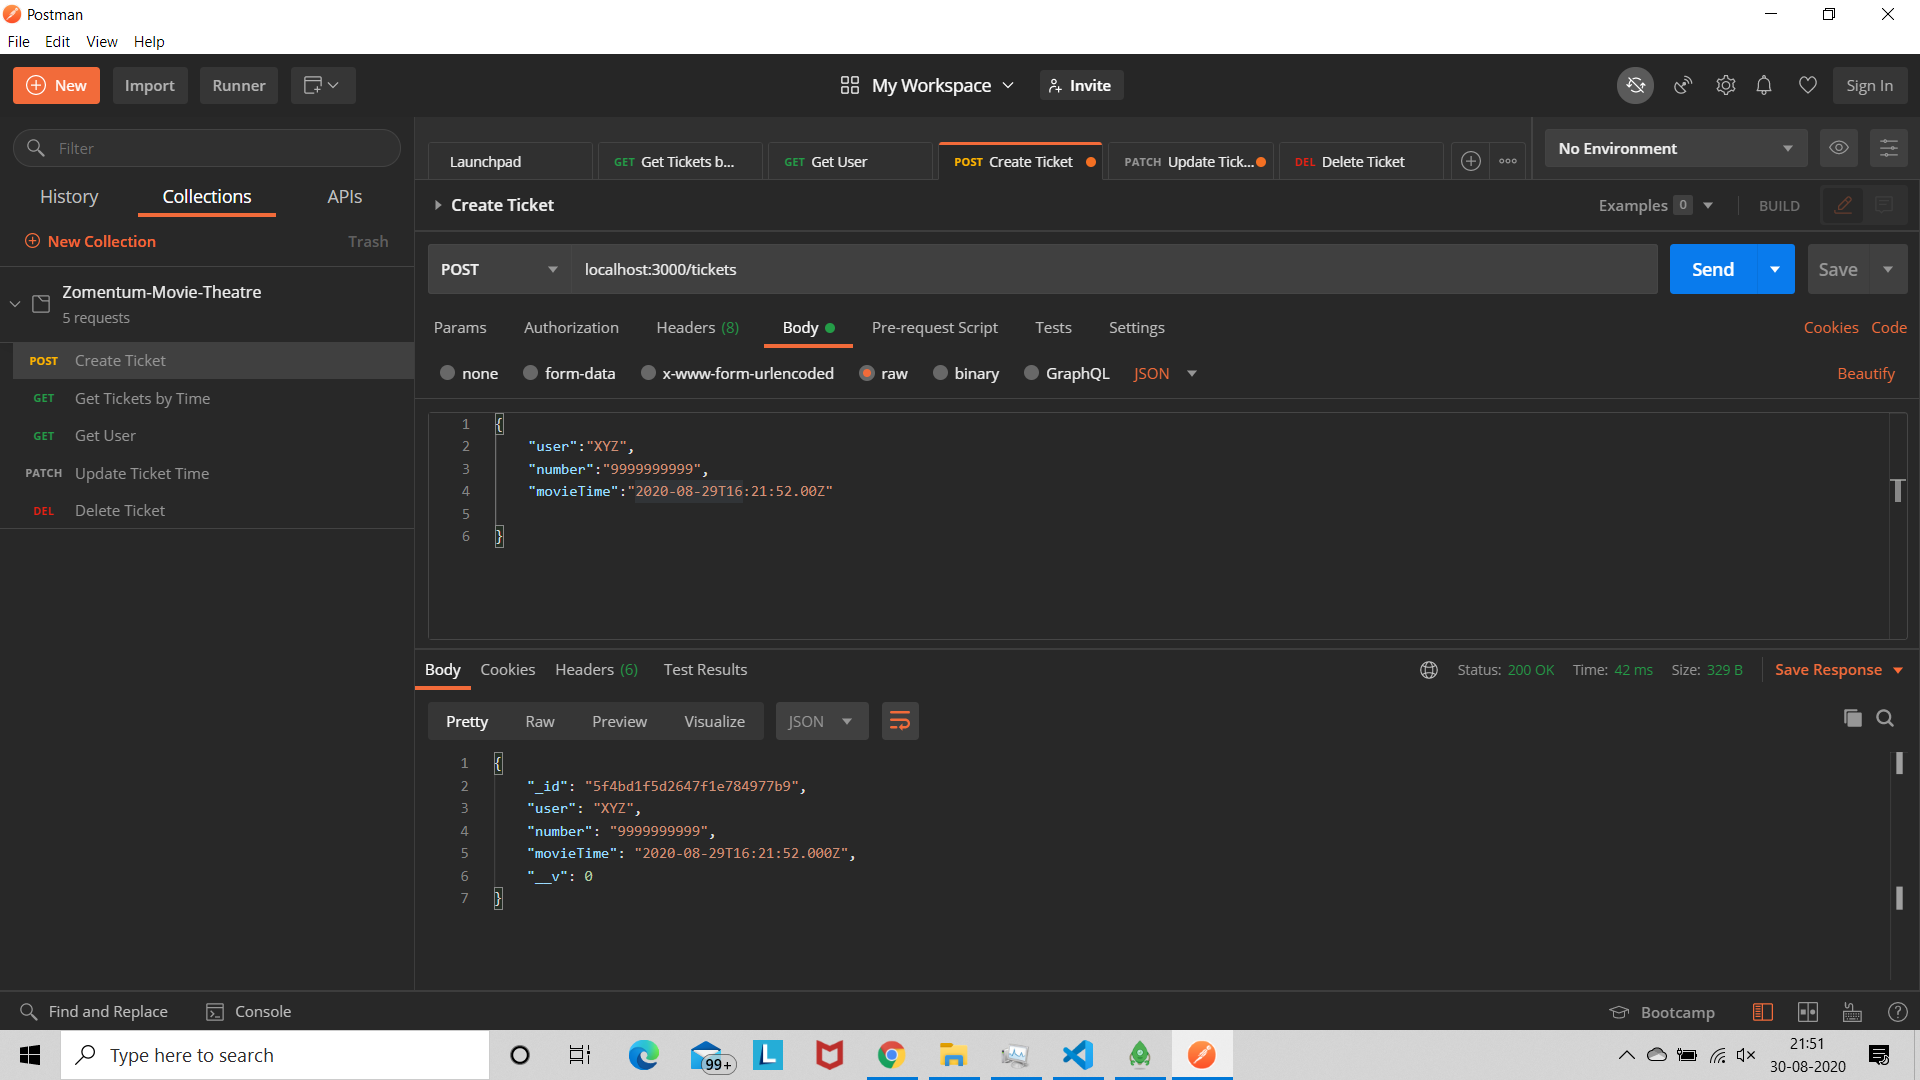 Postman
File Edit View Help
New Import Runner My Workspace Invite Sign In
Filter
Launchpad GET Get Tickets b... GET Get User POST Create Ticket PATCH Update Tick... DEL Delete Ticket No Environment
History Collections APIs
Create Ticket Examples 0 BUILD
New Collection Trash
POST localhost:3000/tickets Send Save
Zomentum-Movie-Theatre
5 requests
Params Authorization Headers (8) Body Pre-request Script Tests Settings Cookies Code
POST Create Ticket
GET Get Tickets by Time
GET Get User
PATCH Update Ticket Time
DEL Delete Ticket
none form-data x-www-form-urlencoded raw binary GraphQL JSON Beautify
1 {
2 "user":"XYZ",
3 "number":"9999999999",
4 "movieTime":"2020-08-29T16:21:52.00Z"
5
6 }
Body Cookies Headers (6) Test Results Status: 200 OK Time: 42 ms Size: 329 B Save Response
Pretty Raw Preview Visualize JSON
1 {
2 "_id": "5f4bd1f5d2647f1e784977b9",
3 "user": "XYZ",
4 "number": "9999999999",
5 "movieTime": "2020-08-29T16:21:52.000Z",
6 "__v": 0
7 }
Find and Replace Console Bootcamp
Type here to search 99+ L 21:51
30-08-2020 3